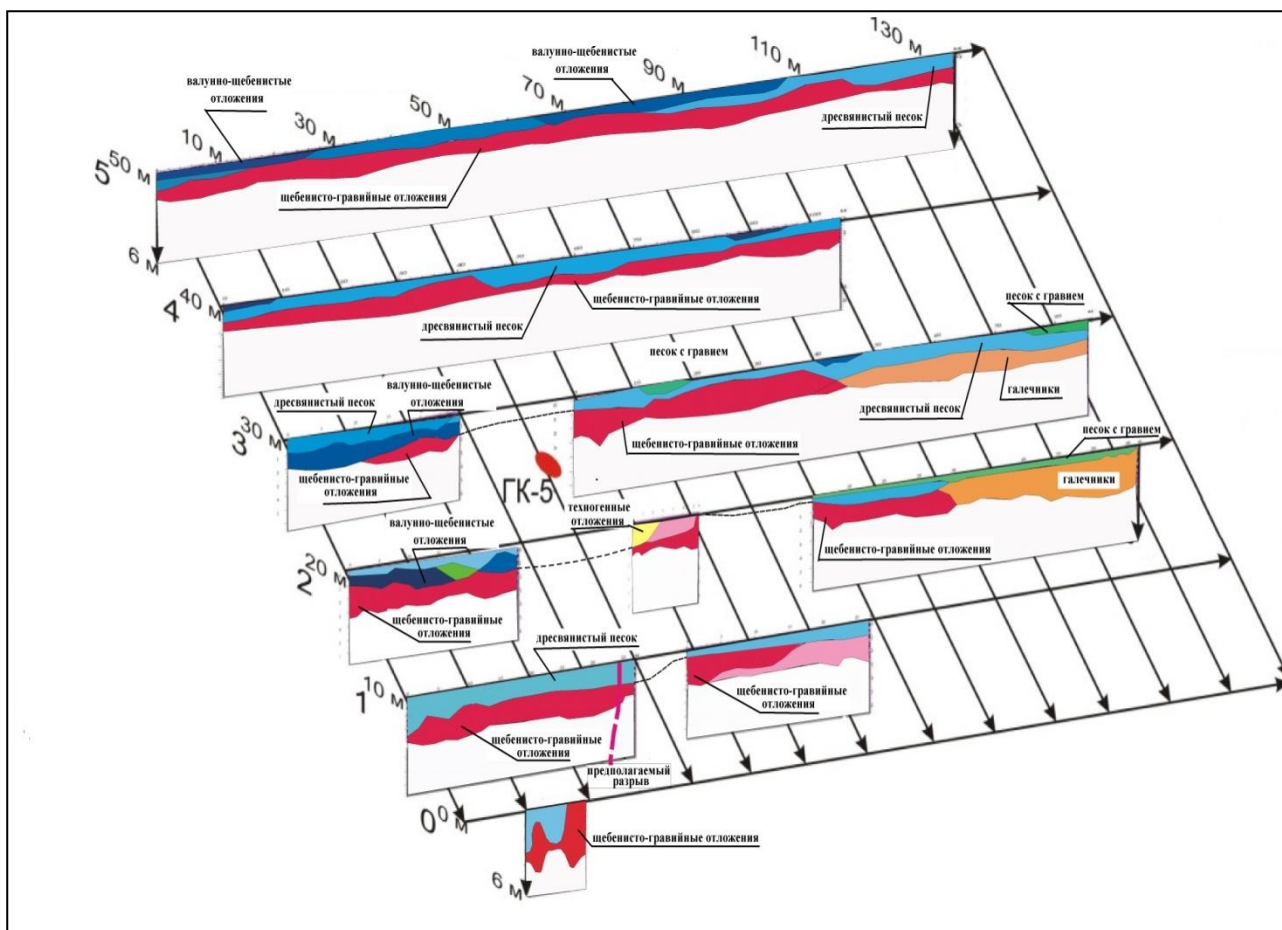 130 м
110 м
валунно-щебенистые
отложения
90 м
валунно-щебенистые
отложения
70 м
50 м
30 м
10 м
дресвянистый песок
5
50 м
щебенисто-гравийные отложения
6 м
4
40 м
щебенисто-гравийные отложения
дресвянистый песок
песок с гравием
песок с гравием
валунно-щебенистые
отложения
дресвянистый песок
галечники
дресвянистый песок
3
30 м
щебенисто-гравийные отложения
песок с гравием
щебенисто-гравийные
отложения
ГК-5
галечники
техногенные
отложения
валунно-щебенистые
отложения
щебенисто-гравийные
отложения
2
20 м
щебенисто-гравийные
отложения
дресвянистый песок
щебенисто-гравийные
отложения
1
10 м
щебенисто-гравийные
отложения
предполагаемый
разрыв
0
0 м
щебенисто-гравийные отложения
6 м